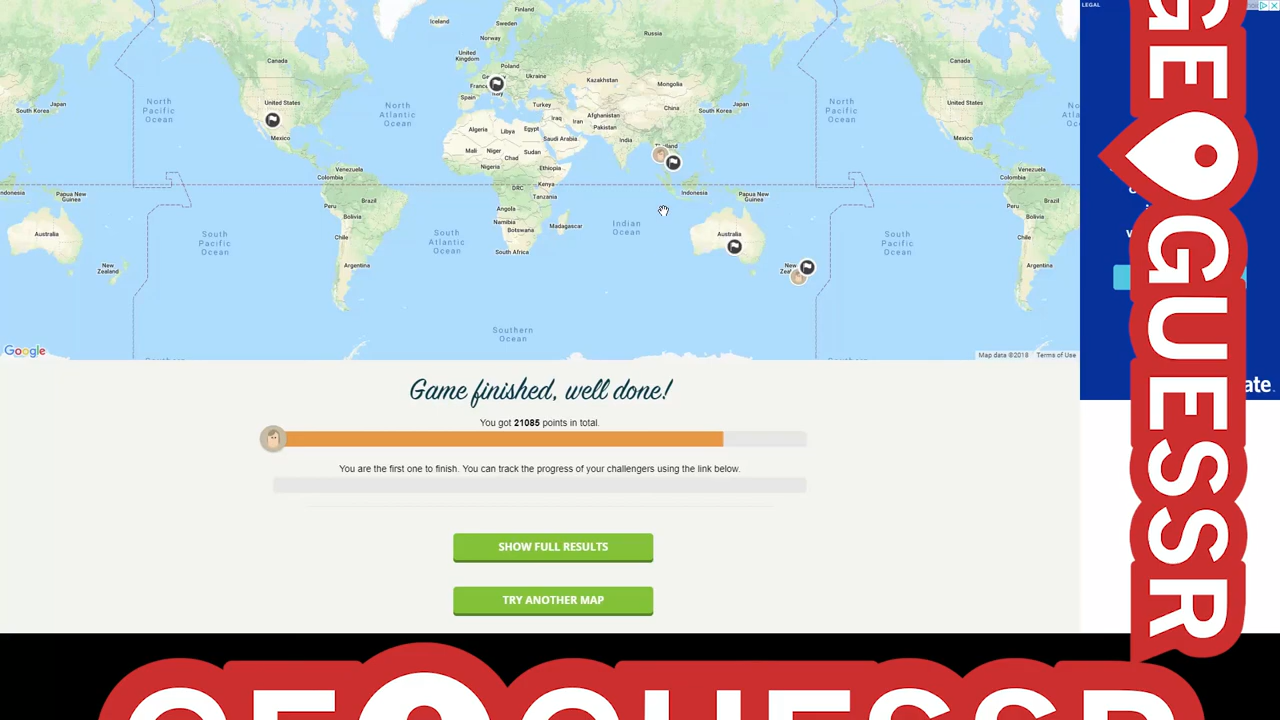 LEGAL
Finland
Iceland
Sweden
Russia
Norway
Canada
United
Kingdom
Poland
Canada
Ukraine
Kazakhstan
Mongolia
France
Spain
Italy
Japan
South Korea
North
Pacific
Ocean
United States
North
Atlantic
Ocean
Turkey
Afghanistan
China
South Korea
Japan
North
Pacific
Ocean
United States
Mexico
Algeria
Libya
Egypt
Iraq
Iran
Pakistan
Saudi Arabia
India
Mexico
Mali
Niger
Sudan
Chad
Nigeria
Ethiopia
Venezuela
Colombia
DRC
Kenya
Tanzania
Indonesia
Papua New
Guinea
Venezuela
Colombia
Papua New
Guinea
Peru
Brazil
Bolivia
Angola
Namibia
Botswana
Madagascar
Indian
Ocean
Peru
Brazil
Bolivia
Australia
South
Pacific
Ocean
Chile
South
Atlantic
Ocean
South Africa
Australia
South
Pacific
Ocean
Chile
New
Zealand
Argentina
New
Argentina
Southern
Ocean
Google
Map data ©2018
Terms of Use
Game finished, well done!
You got 21085 points in total.
You are the first one to finish. You can track the progress of your challengers using the link below.
SHOW FULL RESULTS
TRY ANOTHER MAP
GEOGUESSR
GEOGUESSR